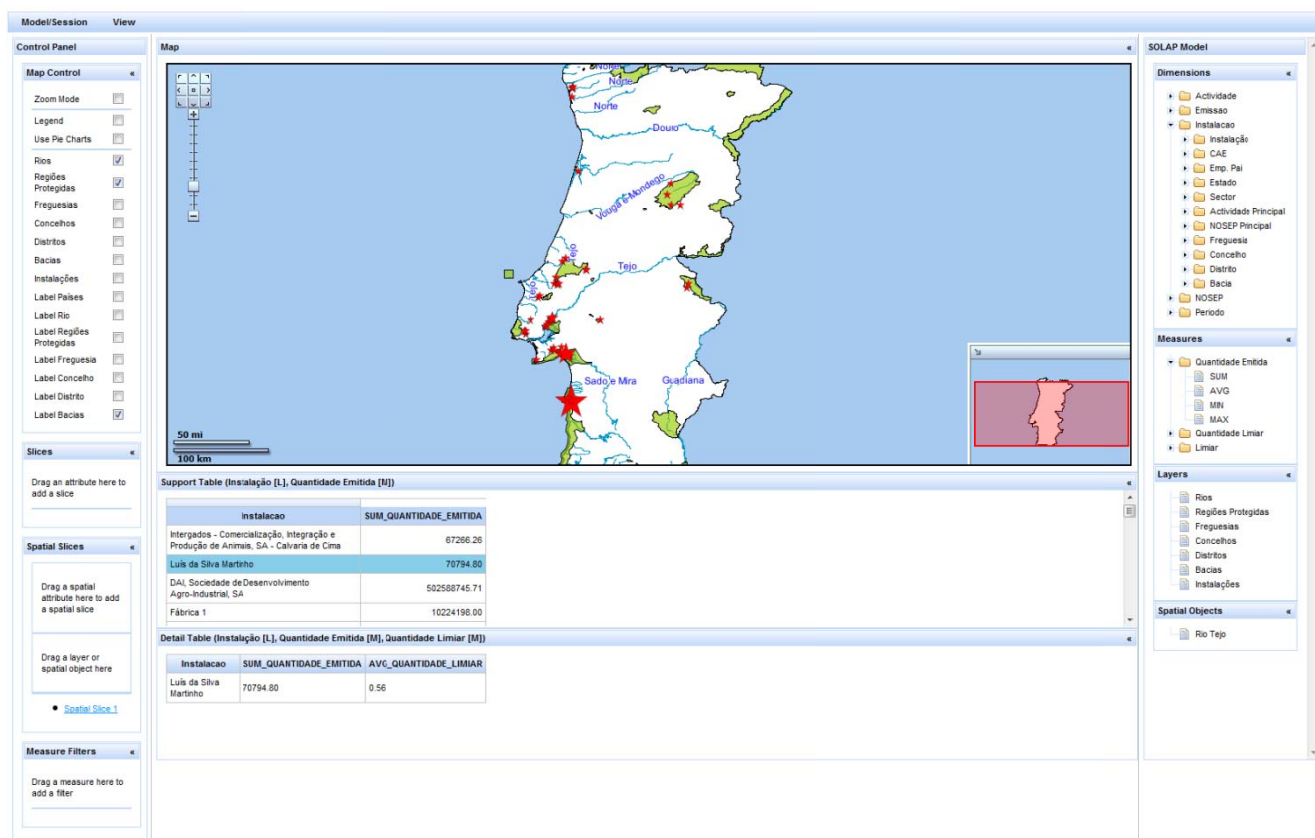 Model/Session View
Control Panel
Map Control
Zoom Mode
Legend
Use Pie Charts
Rios
Regiões
Protegidas
Freguesias
Concelhos
Distritos
Bacias
Instalações
Label Países
Label Rio
Label Regiões
Protegidas
Label Freguesia
Label Concelho
Label Distrito
Label Bacias
Slices
Drag an attribute here to
add a slice
Spatial Slices
Drag a spatial
attribute here to add
a spatial slice
Drag a layer or
spatial object here
Spatial Slice 1
Measure Filters
Drag a measure here to
add a filter
Map
Norte
Norte
Norte
Douro
Vouga e Mondego
Tejo
Tejo
Tejo
Sado e Mira
Guadiana
50 mi
100 km
Support Table (Instalação [L], Quantidade Emitida [M])
Instalacao SUM_QUANTIDADE_EMITIDA
Intergados - Comercialização, Integração e
Produção de Animais, SA - Calvaria de Cima 67266.26
Luís da Silva Martinho 70794.80
DAI, Sociedade de Desenvolvimento
Agro-Industrial, SA 502588745.71
Fábrica 1 10224198.00
Detail Table (Instalação [L], Quantidade Emitida [M], Quantidade Limiar [M])
Instalacao SUM_QUANTIDADE_EMITIDA AVG_QUANTIDADE_LIMIAR
Luís da Silva
Martinho 70794.80 0.56
SOLAP Model
Dimensions
Actividade
Emissao
Instalacao
Instalação
CAE
Emp. Pai
Estado
Sector
Actividade Principal
NOSEP Principal
Freguesia
Concelho
Distrito
Bacia
NOSEP
Periodo
Measures
Quantidade Emitida
SUM
AVG
MIN
MAX
Quantidade Limiar
Limiar
Layers
Rios
Regiões Protegidas
Freguesias
Concelhos
Distritos
Bacias
Instalações
Spatial Objects
Rio Tejo